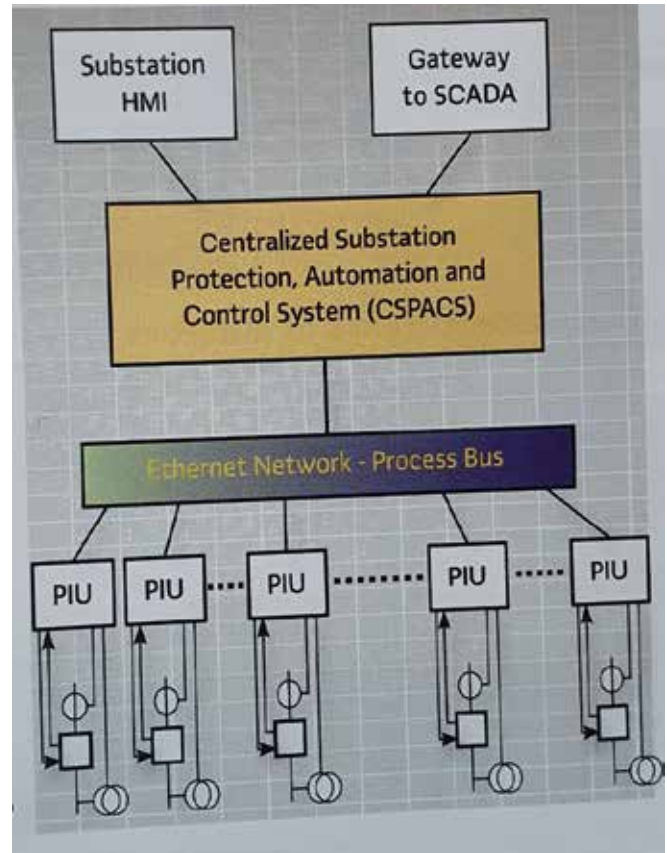 Substation
HMI
Gateway
to SCADA
Centralized Substation
Protection, Automation and
Control System (CSPACS)
Ethernet Network - Process Bus
PIU
PIU
PIU
PIU
PIU